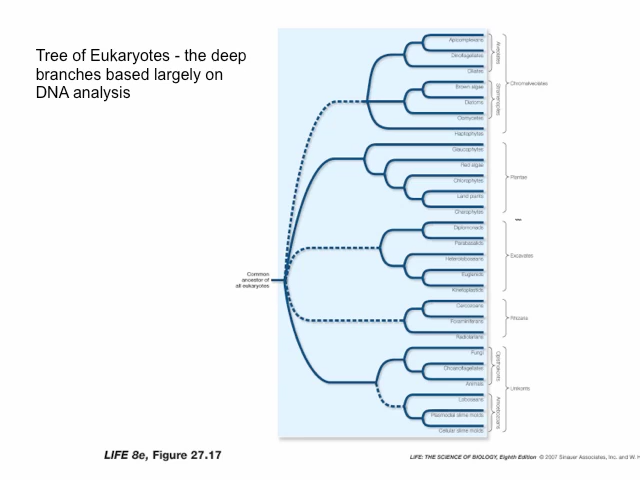 Tree of Eukaryotes - the deep
branches based largely on
DNA analysis
Apicomplexans
Dinoflagellates
Ciliates
Brown algae
Diatoms
Oomycetes
Haptophytes
Glaucophytes
Red algae
Chlorophytes
Land plants
Charophytes
Diplomonads
Parabasalids
Heteroloboseans
Euglenids
Kinetoplastids
Cercozoans
Foraminiferans
Radiolarians
Fungi
Choanoflagellates
Animals
Loboseans
Plasmodial slime molds
Cellular slime molds
Alveolates
Stramenopiles
Chromalveolates
Plantae
Excavates
Rhizaria
Opisthokonts
Amoebozoans
Unikonts
Common
ancestor of
all eukaryotes
LIFE 8e, Figure 27.17
LIFE: THE SCIENCE OF BIOLOGY, Eighth Edition © 2007 Sinauer Associates, Inc. and W. H